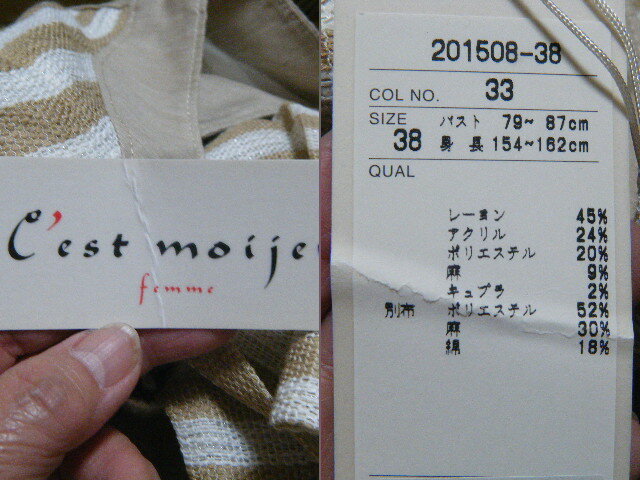 C'est moije
femme
201508-38
COL NO. 33
SIZE バスト 79~ 87cm
38 身 長 154~162cm
QUAL
レーヨン 45%
アクリル 24%
ポリエステル 20%
麻 9%
キュプラ 2%
別布 ポリエステル 52%
麻 30%
綿 18%